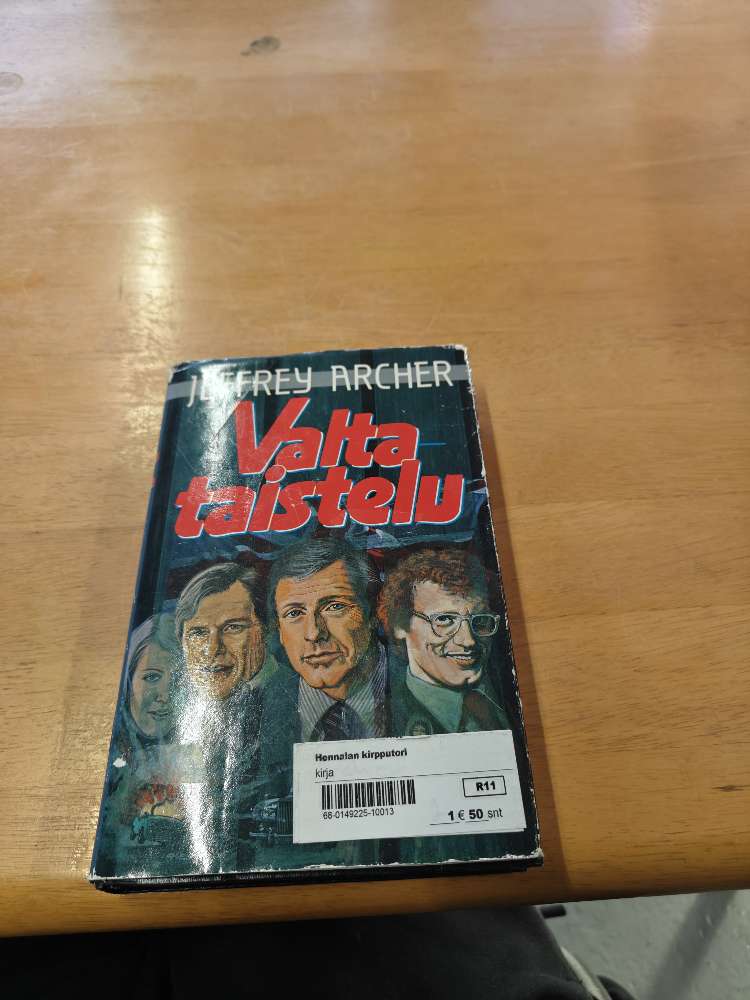 JEFFREY ARCHER
Valta
taistelu
Hennalan kirpputori
kirja
R11
68-0149225-10013
1 € 50 snt